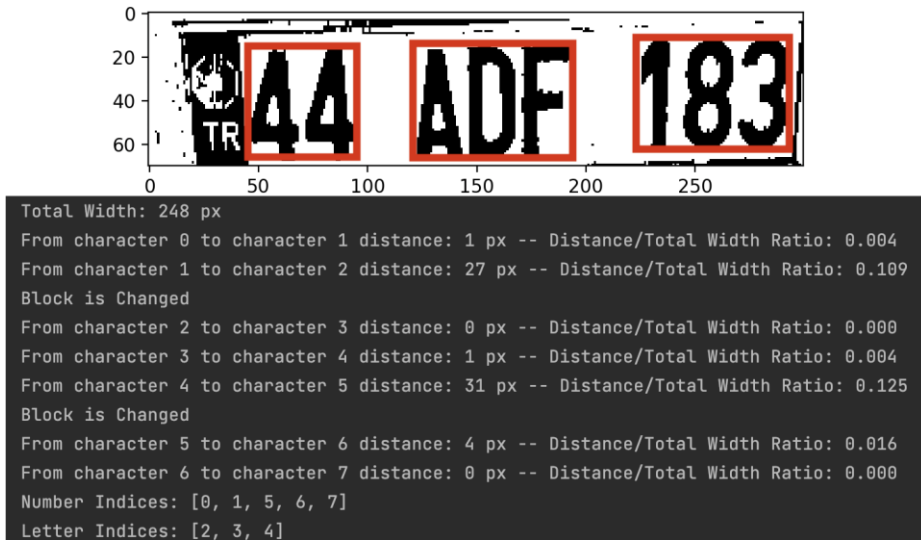 0
20
40
60
TR 44 ADF 183
0 50 100 150 200 250
Total Width: 248 px
From character 0 to character 1 distance: 1 px -- Distance/Total Width Ratio: 0.004
From character 1 to character 2 distance: 27 px -- Distance/Total Width Ratio: 0.109
Block is Changed
From character 2 to character 3 distance: 0 px -- Distance/Total Width Ratio: 0.000
From character 3 to character 4 distance: 1 px -- Distance/Total Width Ratio: 0.004
From character 4 to character 5 distance: 31 px -- Distance/Total Width Ratio: 0.125
Block is Changed
From character 5 to character 6 distance: 4 px -- Distance/Total Width Ratio: 0.016
From character 6 to character 7 distance: 0 px -- Distance/Total Width Ratio: 0.000
Number Indices: [0, 1, 5, 6, 7]
Letter Indices: [2, 3, 4]